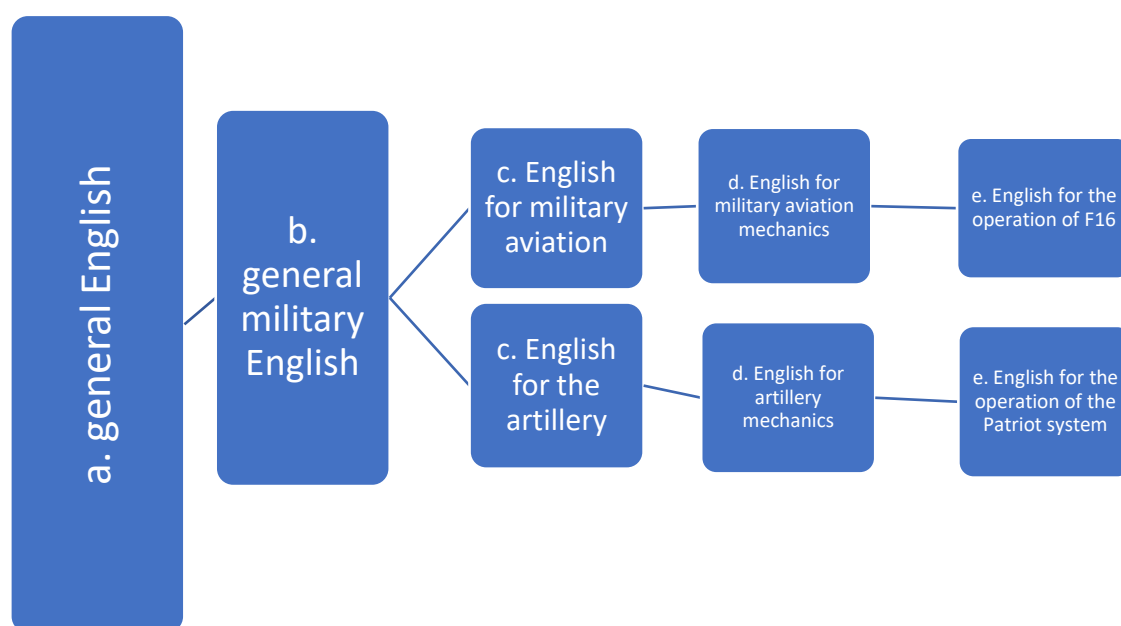 a. general English
b.
general
military
English
c. English
for military
aviation
d. English for
military aviation
mechanics
e. English for the
operation of F16
c. English
for the
artillery
d. English for
artillery
mechanics
e. English for the
operation of the
Patriot system